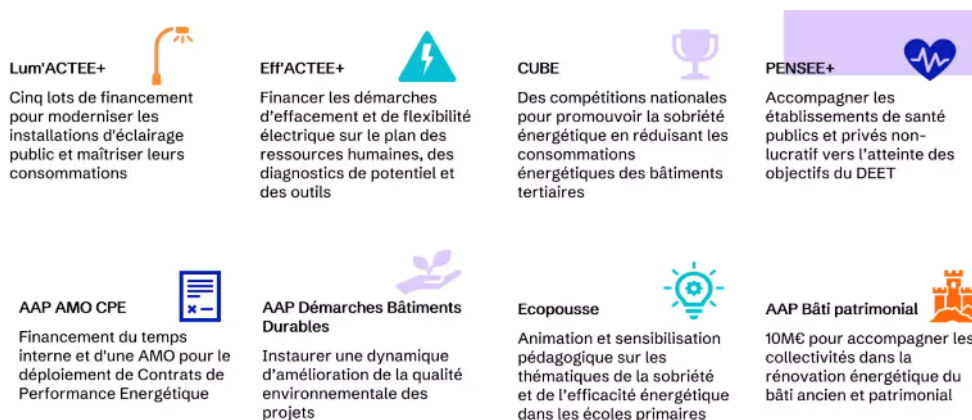 Lum'ACTEE+
Cinq lots de financement
pour moderniser les
installations d'éclairage
public et maîtriser leurs
consommations
Eff'ACTEE+
Financer les démarches
d'effacement et de flexibilité
électrique sur le plan des
ressources humaines, des
diagnostics de potentiel et
des outils
CUBE
Des compétitions nationales
pour promouvoir la sobriété
énergétique en réduisant les
consommations
énergétiques des bâtiments
tertiaires
PENSEE+
Accompagner les
établissements de santé
publics et privés non-
lucratif vers l'atteinte des
objectifs du DEET
AAP AMO CPE
Financement du temps
interne et d'une AMO pour le
déploiement de Contrats de
Performance Energétique
AAP Démarches Bâtiments
Durables
Instaurer une dynamique
d'amélioration de la qualité
environnementale des
projets
Ecopousse
Animation et sensibilisation
pédagogique sur les
thématiques de la sobriété
et de l'efficacité énergétique
dans les écoles primaires
AAP Bâti patrimonial
10M€ pour accompagner les
collectivités dans la
rénovation énergétique du
bâti ancien et patrimonial